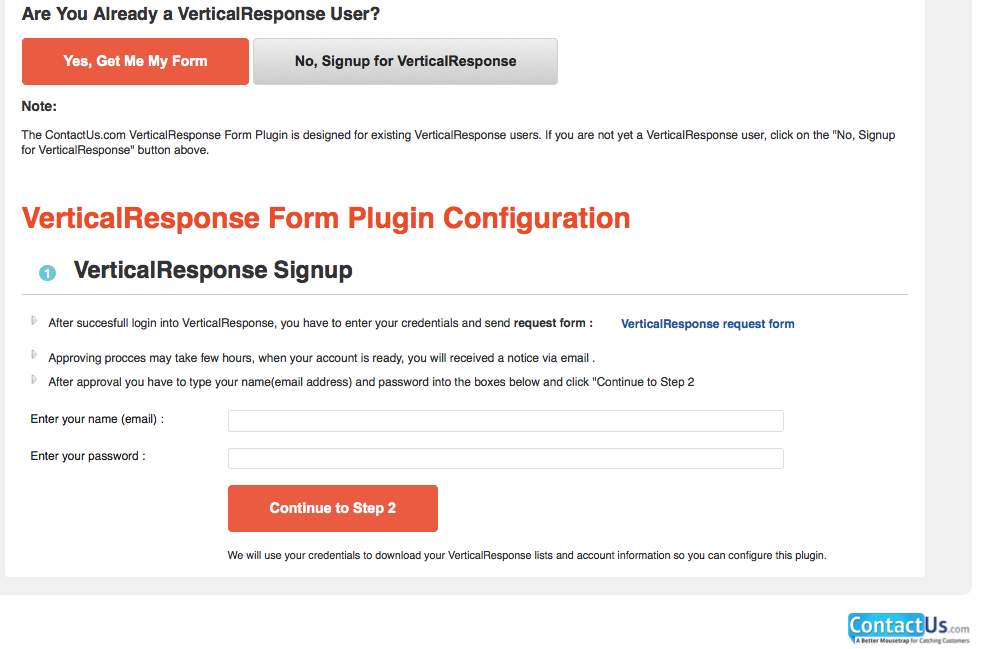 Are You Already a VerticalResponse User?
Yes, Get Me My Form
No, Signup for VerticalResponse
Note:
The ContactUs.com VerticalResponse Form Plugin is designed for existing VerticalResponse users. If you are not yet a VerticalResponse user, click on the "No, Signup
for VerticalResponse" button above.
VerticalResponse Form Plugin Configuration
1 VerticalResponse Signup
After succesfull login into VerticalResponse, you have to enter your credentials and send request form : VerticalResponse request form
Approving procces may take few hours, when your account is ready, you will received a notice via email .
After approval you have to type your name(email address) and password into the boxes below and click "Continue to Step 2
Enter your name (email) :
Enter your password :
Continue to Step 2
We will use your credentials to download your VerticalResponse lists and account information so you can configure this plugin.
ContactUs.com
A Better Mousetrap for Catching Customers